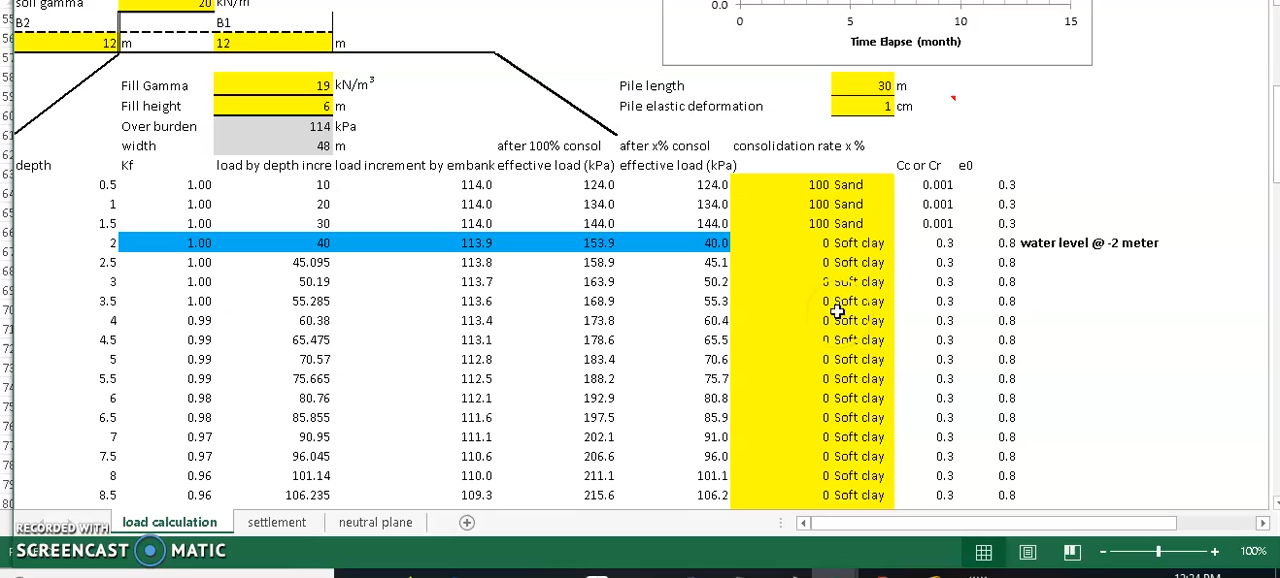 soil gamma 20 kN/m 0.0
B2 B1 0 5 10 15
12 m 12 m Time Elapse (month)
Fill Gamma 19 kN/m³ Pile length 30 m
Fill height 6 m Pile elastic deformation 1 cm
Over burden 114 kPa
width 48 m after 100% consol after x% consol consolidation rate x %
depth Kf load by depth incre load increment by embank effective load (kPa) effective load (kPa) Cc or Cr e0
0.5 1.00 10 114.0 124.0 124.0 100 Sand 0.001 0.3
1 1.00 20 114.0 134.0 134.0 100 Sand 0.001 0.3
1.5 1.00 30 114.0 144.0 144.0 100 Sand 0.001 0.3
2 1.00 40 113.9 153.9 40.0 0 Soft clay 0.3 0.8 water level @ -2 meter
2.5 1.00 45.095 113.8 158.9 45.1 0 Soft clay 0.3 0.8
3 1.00 50.19 113.7 163.9 50.2 0 Soft clay 0.3 0.8
3.5 1.00 55.285 113.6 168.9 55.3 0 Soft clay 0.3 0.8
4 0.99 60.38 113.4 173.8 60.4 0 Soft clay 0.3 0.8
4.5 0.99 65.475 113.1 178.6 65.5 0 Soft clay 0.3 0.8
5 0.99 70.57 112.8 183.4 70.6 0 Soft clay 0.3 0.8
5.5 0.99 75.665 112.5 188.2 75.7 0 Soft clay 0.3 0.8
6 0.98 80.76 112.1 192.9 80.8 0 Soft clay 0.3 0.8
6.5 0.98 85.855 111.6 197.5 85.9 0 Soft clay 0.3 0.8
7 0.97 90.95 111.1 202.1 91.0 0 Soft clay 0.3 0.8
7.5 0.97 96.045 110.6 206.6 96.0 0 Soft clay 0.3 0.8
8 0.96 101.14 110.0 211.1 101.1 0 Soft clay 0.3 0.8
8.5 0.96 106.235 109.3 215.6 106.2 0 Soft clay 0.3 0.8
load calculation settlement neutral plane
RECORDED WITH
SCREENCAST MATIC 100%